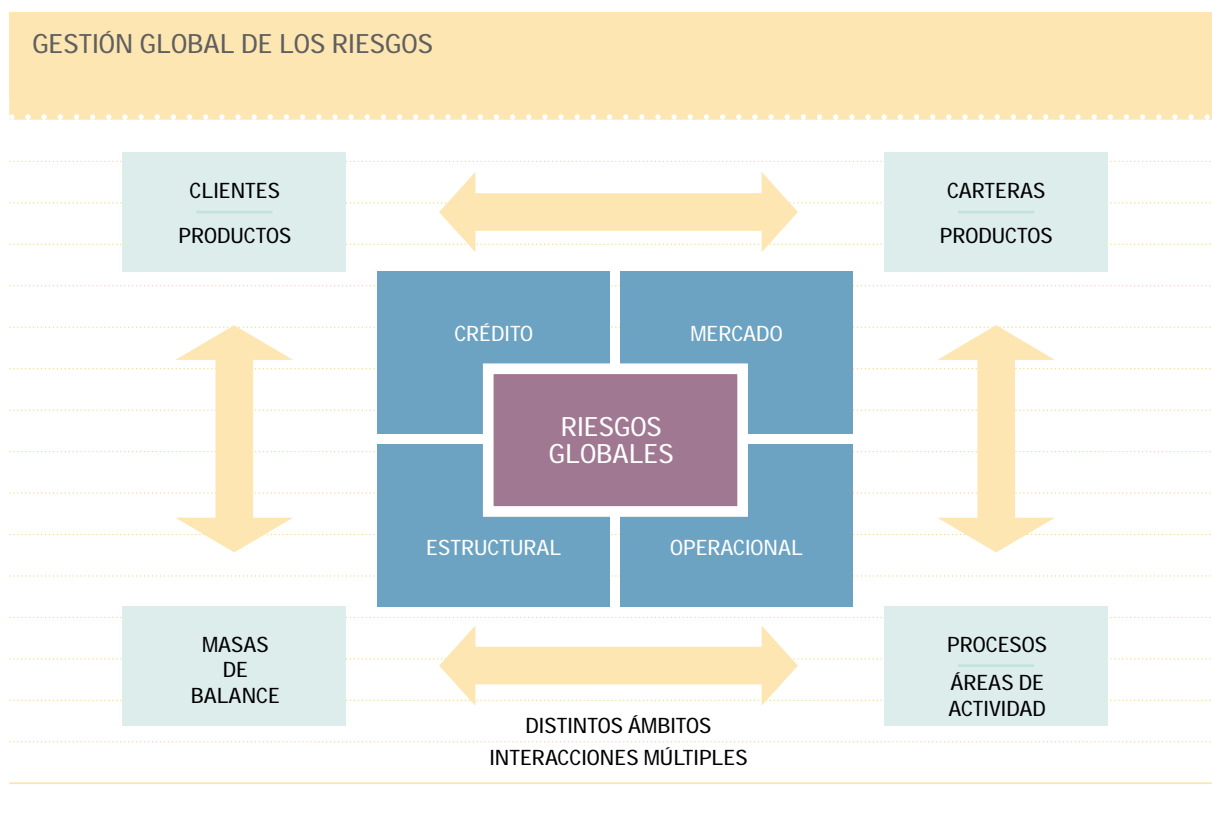 GESTIÓN GLOBAL DE LOS RIESGOS
CLIENTES
PRODUCTOS
CARTERAS
PRODUCTOS
CRÉDITO
MERCADO
RIESGOS
GLOBALES
ESTRUCTURAL
OPERACIONAL
MASAS
DE
BALANCE
PROCESOS
ÁREAS DE
ACTIVIDAD
DISTINTOS ÁMBITOS
INTERACCIONES MÚLTIPLES